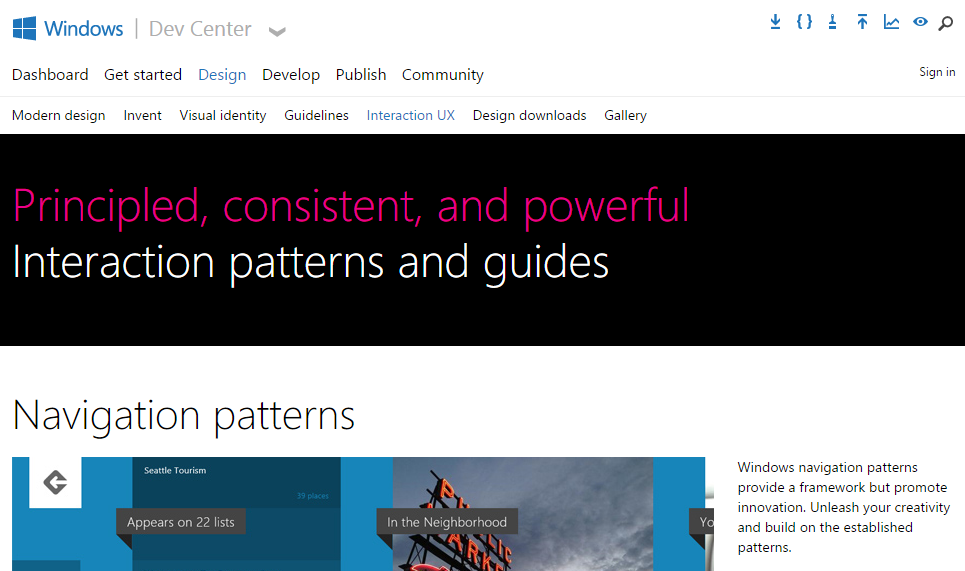 Windows | Dev Center
Dashboard Get started Design Develop Publish Community
Sign in
Modern design Invent Visual identity Guidelines Interaction UX Design downloads Gallery
Principled, consistent, and powerful
Interaction patterns and guides
Navigation patterns
Seattle Tourism
39 places
Appears on 22 lists
In the Neighborhood
Yo
PUBLIC
MARKET
Windows navigation patterns
provide a framework but promote
innovation. Unleash your creativity
and build on the established
patterns.